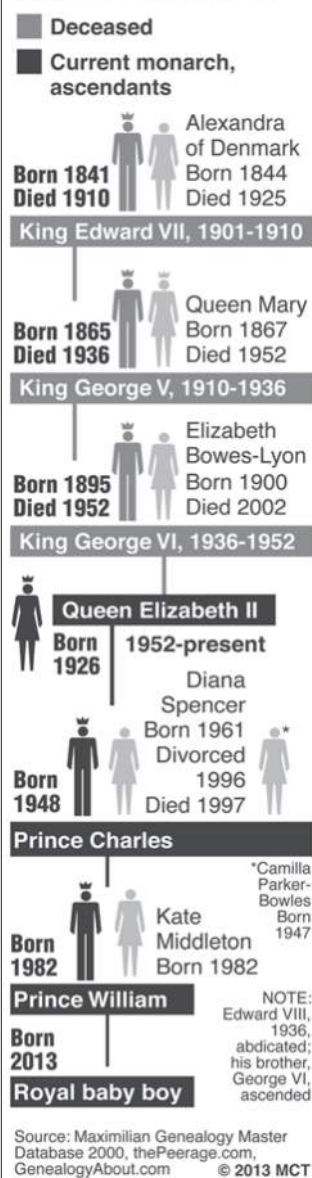 Deceased
Current monarch,
ascendants
Alexandra
of Denmark
Born 1844
Died 1925
Born 1841
Died 1910
King Edward VII, 1901-1910
Queen Mary
Born 1867
Died 1952
Born 1865
Died 1936
King George V, 1910-1936
Elizabeth
Bowes-Lyon
Born 1900
Died 2002
Born 1895
Died 1952
King George VI, 1936-1952
Queen Elizabeth II
Born
1926
1952-present
Diana
Spencer
Born 1961
Divorced
1996
Died 1997
*
Born
1948
Prince Charles
*Camilla
Parker-
Bowles
Born
1947
Kate
Middleton
Born 1982
Born
1982
Prince William
NOTE:
Edward VIII,
1936,
abdicated;
his brother,
George VI,
ascended
Born
2013
Royal baby boy
Source: Maximilian Genealogy Master
Database 2000, thePeerage.com,
GenealogyAbout.com © 2013 MCT